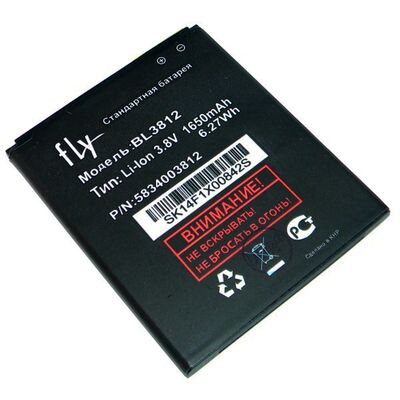 fly
Стандартная батарея
Модель:BL3812
Тип: Li-Ion 3.8V 1650mAh
6.27Wh
P/N:5834003812
SK14F1X00842S
ВНИМАНИЕ!
НЕ ВСКРЫВАТЬ
НЕ БРОСАТЬ В ОГОНЬ!
Сделано в КНР